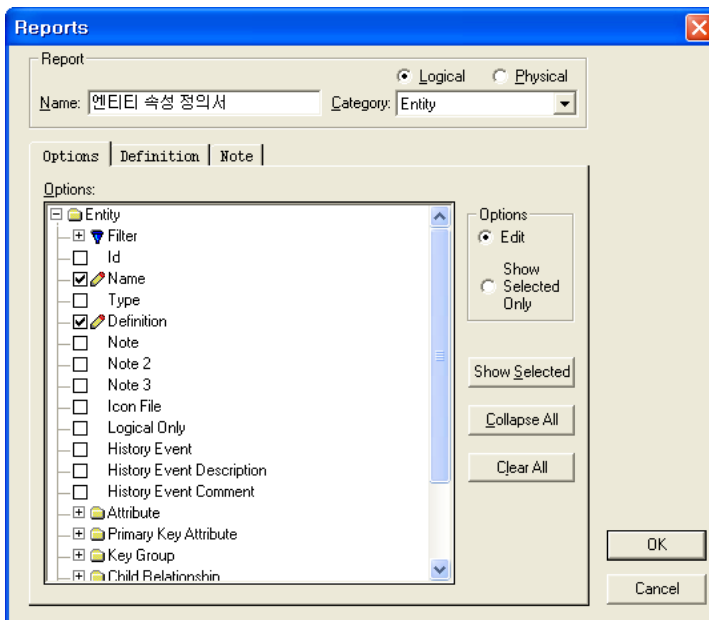 Reports
Report
Logical Physical
Name: 엔티티 속성 정의서 Category: Entity
Options Definition Note
Options:
Entity
Filter
Id
Name
Type
Definition
Note
Note 2
Note 3
Icon File
Logical Only
History Event
History Event Description
History Event Comment
Attribute
Primary Key Attribute
Key Group
Child Relationship
Options
Edit
Show
Selected
Only
Show Selected
Collapse All
Clear All
OK
Cancel